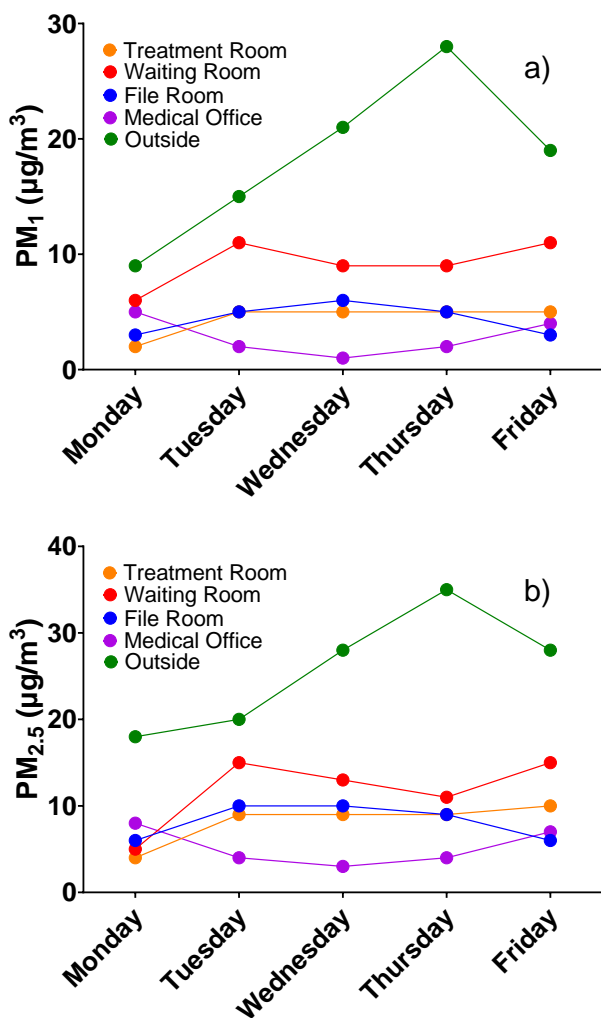 30
20
10
0
PM₁ (µg/m³)
Treatment Room
Waiting Room
File Room
Medical Office
Outside
a)
Monday
Tuesday
Wednesday
Thursday
Friday
40
30
20
10
0
PM₂.₅ (µg/m³)
Treatment Room
Waiting Room
File Room
Medical Office
Outside
b)
Monday
Tuesday
Wednesday
Thursday
Friday